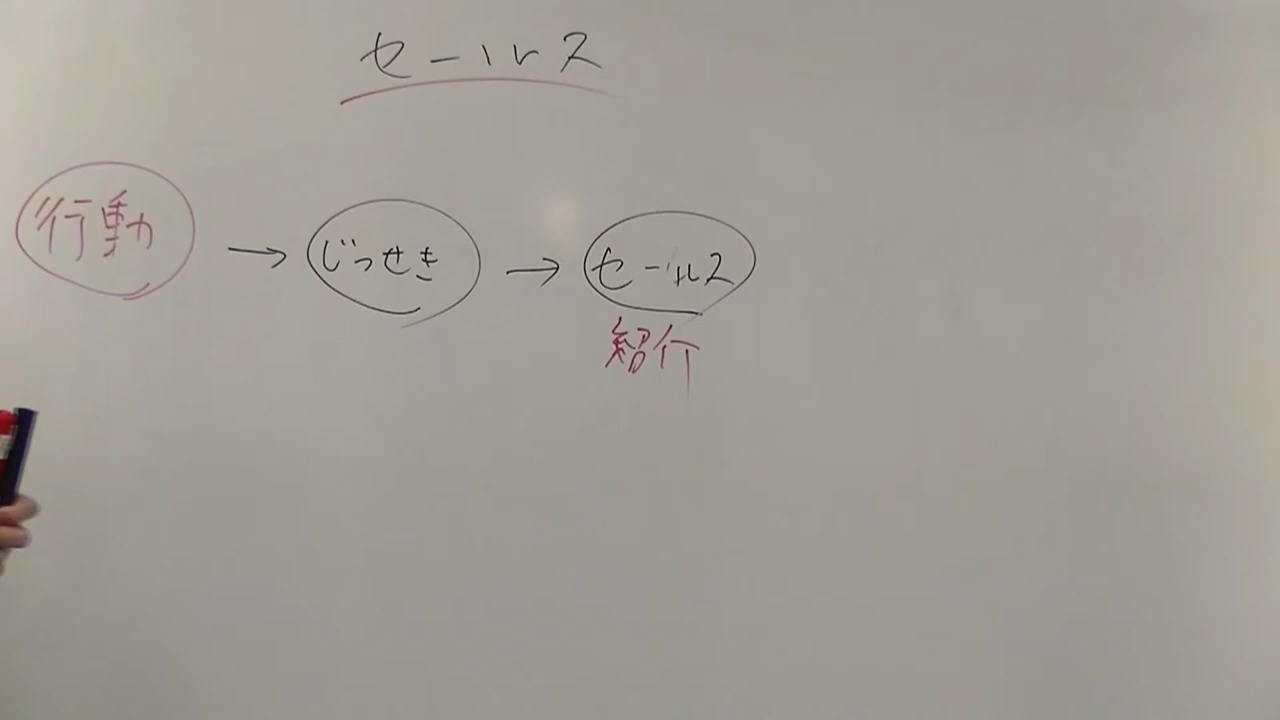 セールス
行動 → じっせき → セールス
紹介